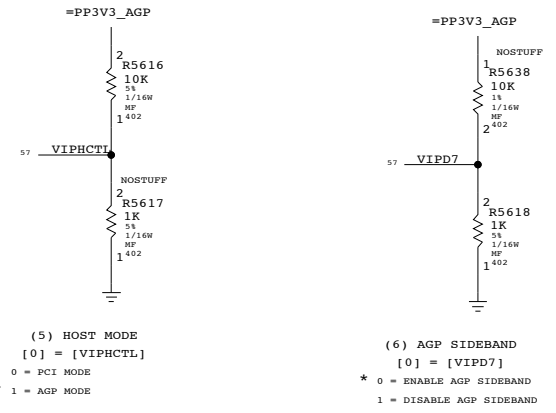 =PP3V3_AGP
2
R5616
10K
5%
1/16W
MF
402
1
57 VIPHCTL
NOSTUFF
2
R5617
1K
5%
1/16W
MF
402
1
(5) HOST MODE
[0] = [VIPHCTL]
0 = PCI MODE
1 = AGP MODE
=PP3V3_AGP
NOSTUFF
1
R5638
10K
1%
1/16W
MF
402
2
57 VIPD7
2
R5618
1K
5%
1/16W
MF
402
1
(6) AGP SIDEBAND
[0] = [VIPD7]
* 0 = ENABLE AGP SIDEBAND
1 = DISABLE AGP SIDEBAND